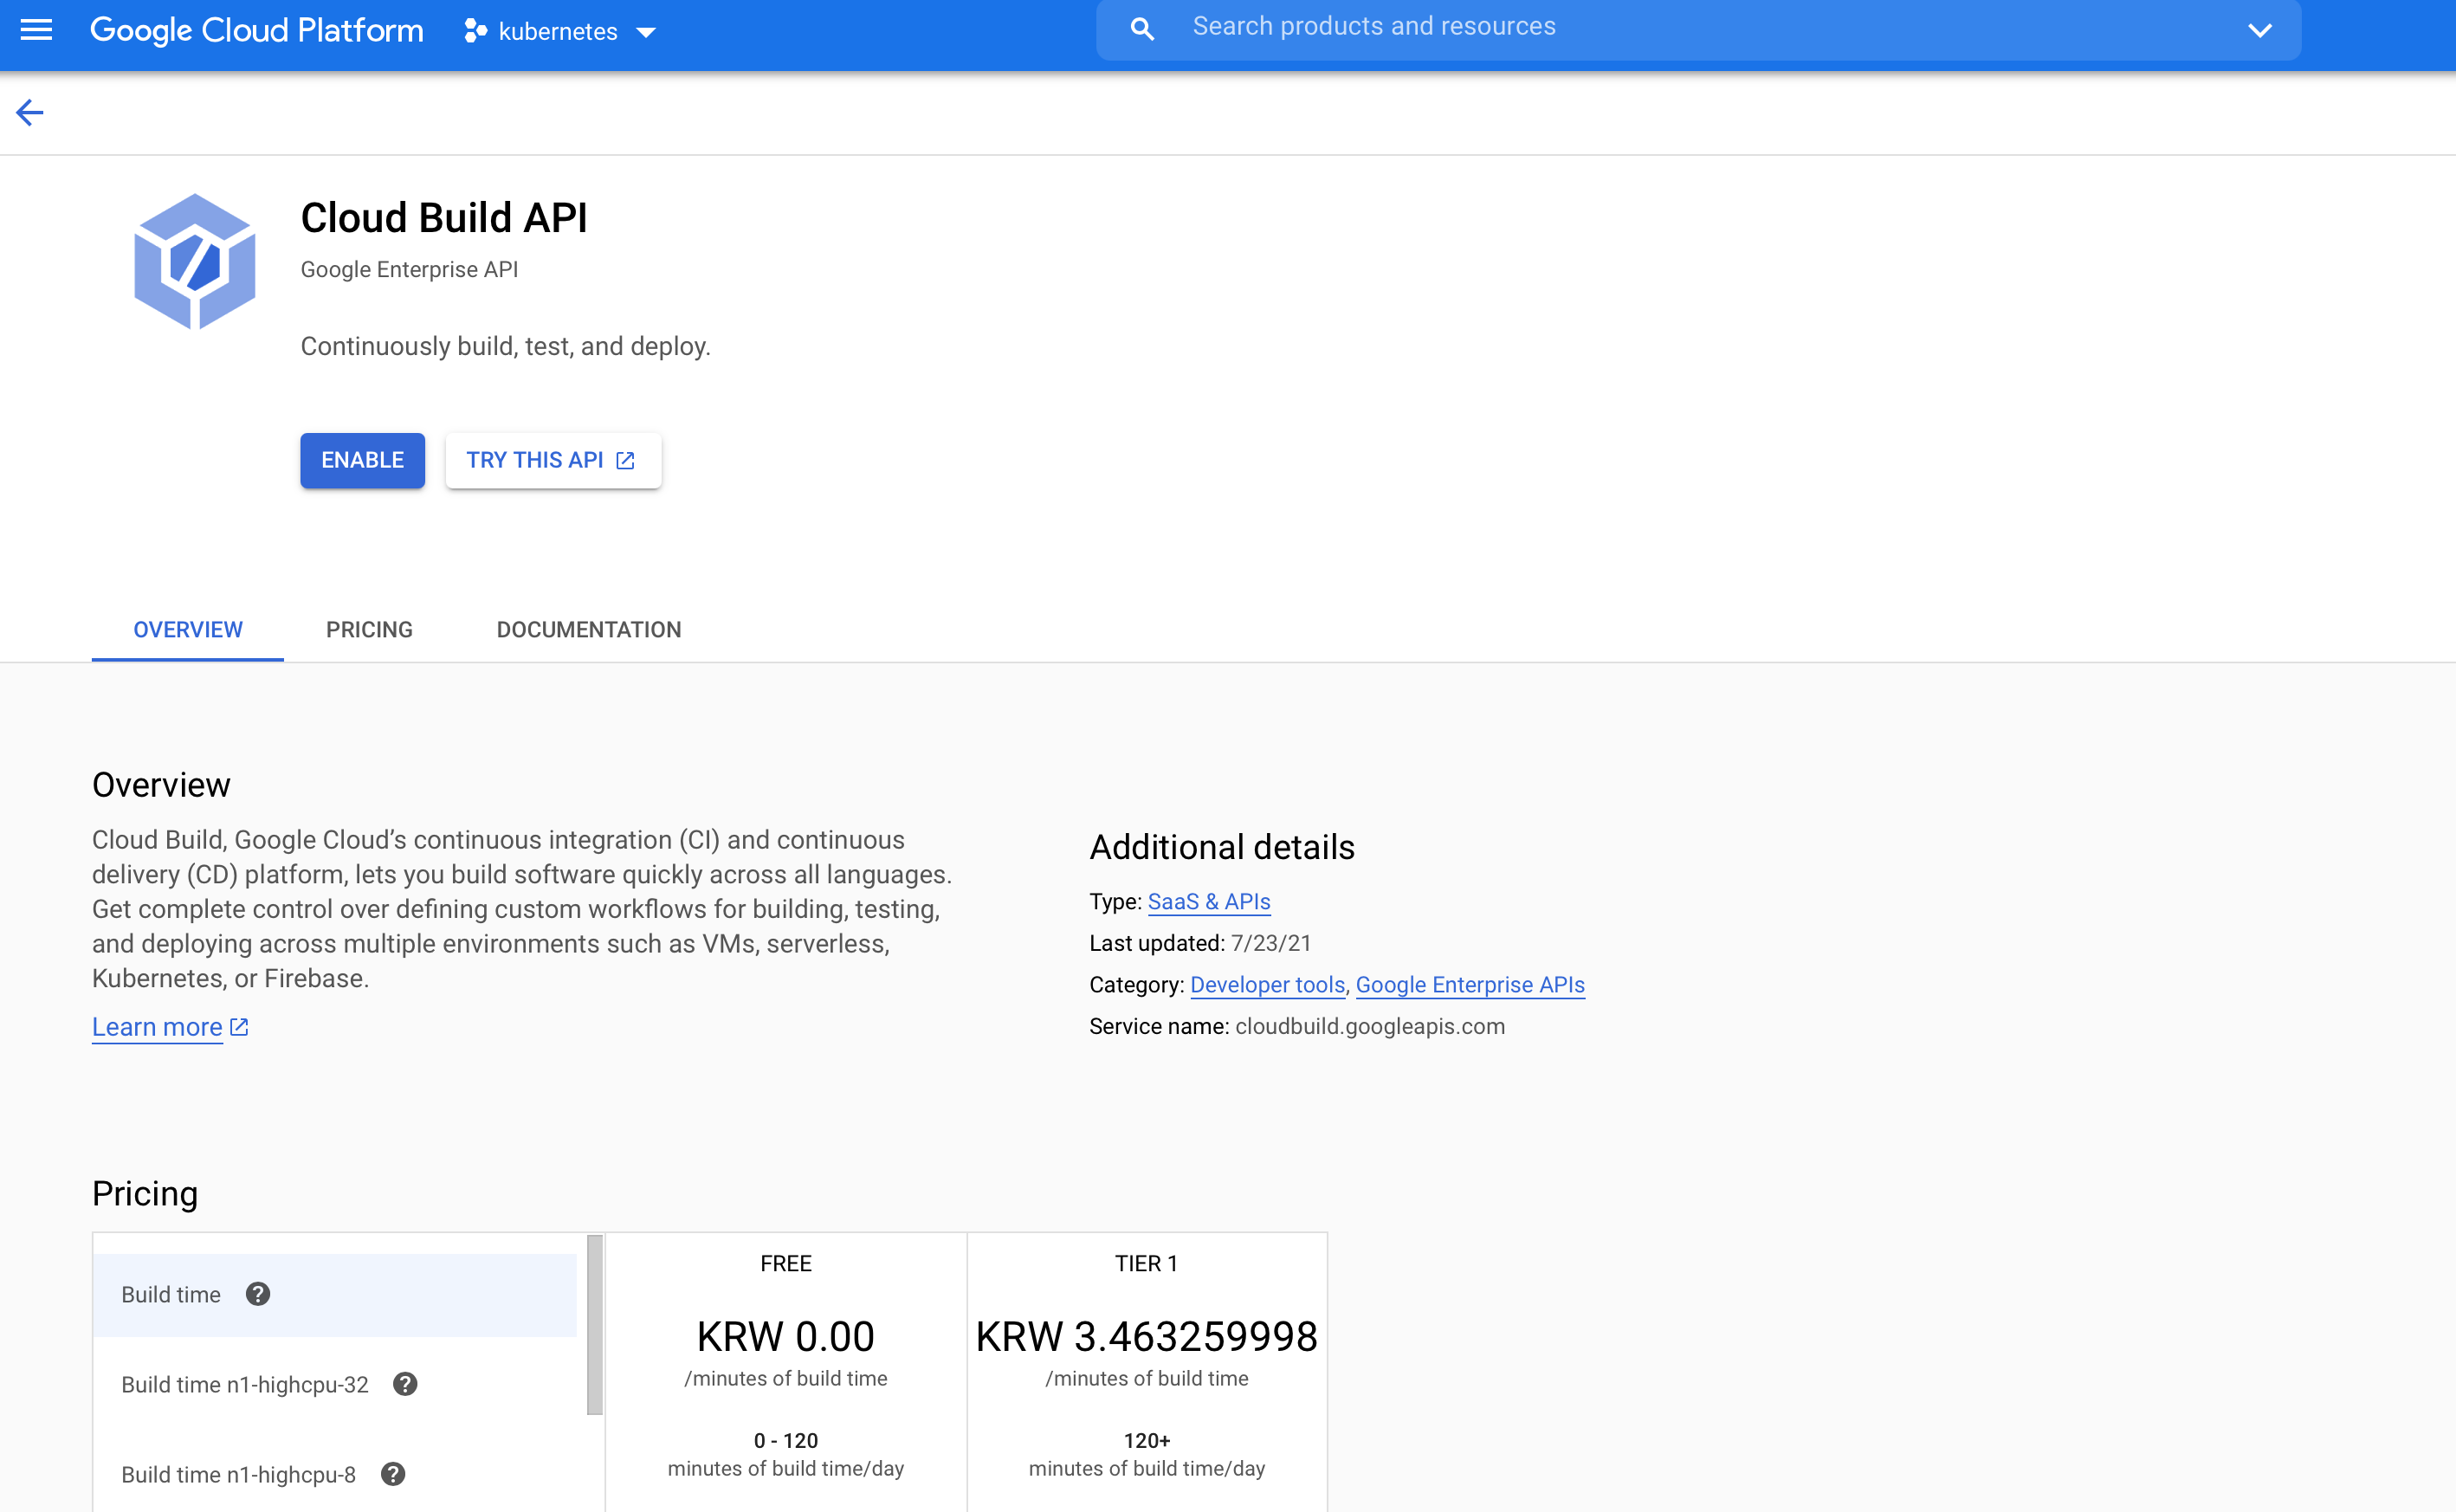 Google Cloud Platform
kubernetes
Search products and resources
Cloud Build API
Google Enterprise API
Continuously build, test, and deploy.
ENABLE
TRY THIS API
OVERVIEW
PRICING
DOCUMENTATION
Overview
Cloud Build, Google Cloud’s continuous integration (CI) and continuous
delivery (CD) platform, lets you build software quickly across all languages.
Get complete control over defining custom workflows for building, testing,
and deploying across multiple environments such as VMs, serverless,
Kubernetes, or Firebase.
Learn more
Additional details
Type: SaaS & APIs
Last updated: 7/23/21
Category: Developer tools, Google Enterprise APIs
Service name: cloudbuild.googleapis.com
Pricing
Build time
Build time n1-highcpu-32
Build time n1-highcpu-8
FREE
KRW 0.00
/minutes of build time
0 - 120
minutes of build time/day
TIER 1
KRW 3.463259998
/minutes of build time
120+
minutes of build time/day